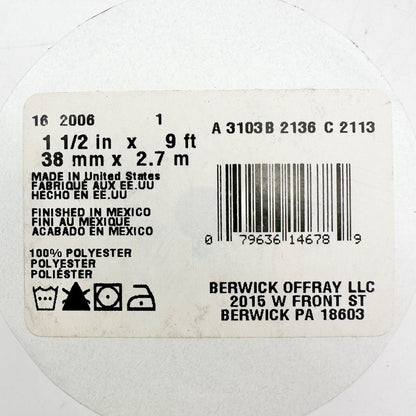 16 2006 1
A 3103 B 2136 C 2113
1 1/2 in x 9 ft
38 mm x 2.7 m
MADE IN United States
FABRIQUÉ AUX EE.UU
HECHO EN EE.UU
FINISHED IN MEXICO
FINI AU MEXIQUE
ACABADO EN MEXICO
100% POLYESTER
POLYESTER
POLIÉSTER
0 79636 14678 9
BERWICK OFFRAY LLC
2015 W FRONT ST
BERWICK PA 18603